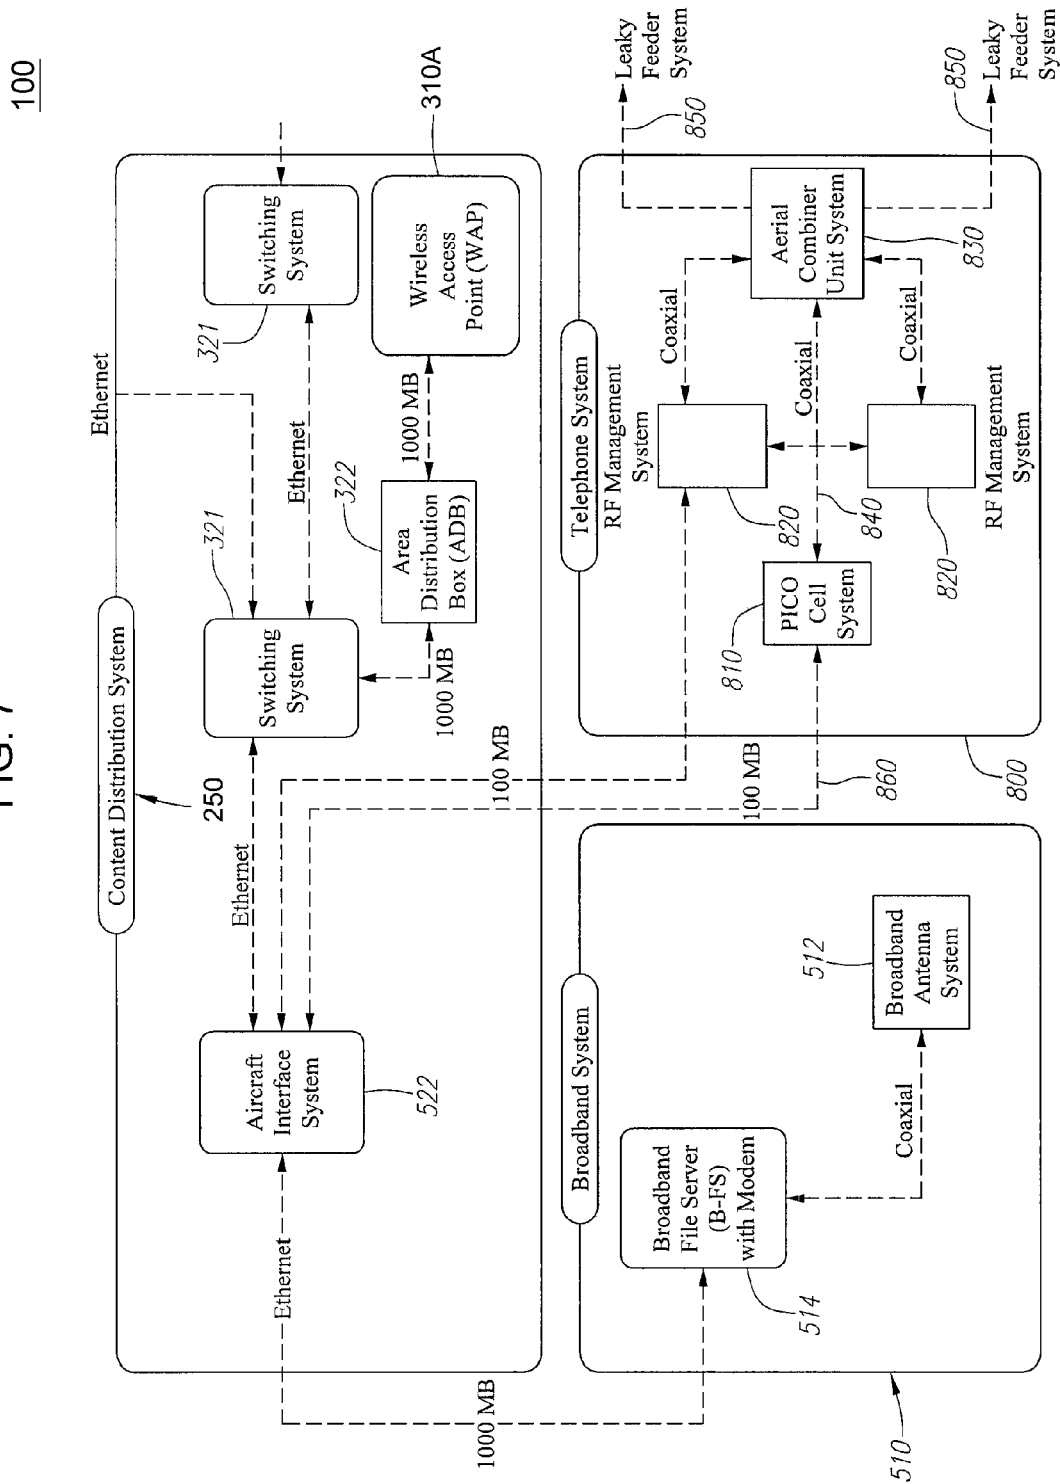 100
FIG. 7
Content Distribution System
250
Ethernet
Aircraft
Interface
System
522
Ethernet
Switching
System
321
Ethernet
Switching
System
321
1000 MB
Area
Distribution
Box (ADB)
322
1000 MB
Wireless
Access
Point (WAP)
310A
Ethernet
1000 MB
100 MB
100 MB
860
Broadband System
Broadband
File Server
(B-FS)
with Modem
514
Coaxial
512
Broadband
Antenna
System
510
Telephone System
RF Management
System
820
Coaxial
810
PICO
Cell
System
840
Coaxial
Aerial
Combiner
Unit System
830
820
RF Management
System
Coaxial
800
850
Leaky
Feeder
System
850
Leaky
Feeder
System